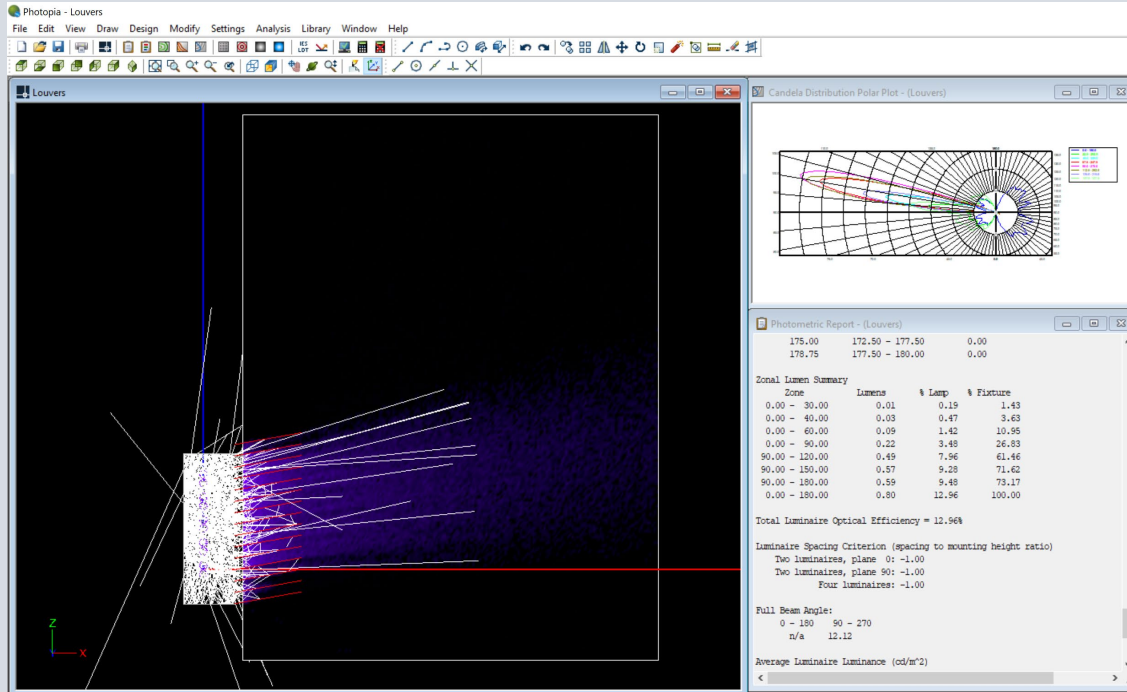 Photopia - Louvers
File Edit View Draw Design Modify Settings Analysis Library Window Help
IES
LDT
Louvers
Z
X
Candela Distribution Polar Plot - (Louvers)
Photometric Report - (Louvers)
175.00 172.50 - 177.50 0.00
178.75 177.50 - 180.00 0.00
Zonal Lumen Summary
Zone Lumens % Lamp % Fixture
0.00 - 30.00 0.01 0.19 1.43
0.00 - 40.00 0.03 0.47 3.63
0.00 - 60.00 0.09 1.42 10.95
0.00 - 90.00 0.22 3.48 26.83
90.00 - 120.00 0.49 7.96 61.46
90.00 - 150.00 0.57 9.28 71.62
90.00 - 180.00 0.59 9.48 73.17
0.00 - 180.00 0.80 12.96 100.00
Total Luminaire Optical Efficiency = 12.96%
Luminaire Spacing Criterion (spacing to mounting height ratio)
Two luminaires, plane 0: -1.00
Two luminaires, plane 90: -1.00
Four luminaires: -1.00
Full Beam Angle:
0 - 180 90 - 270
n/a 12.12
Average Luminaire Luminance (cd/m^2)